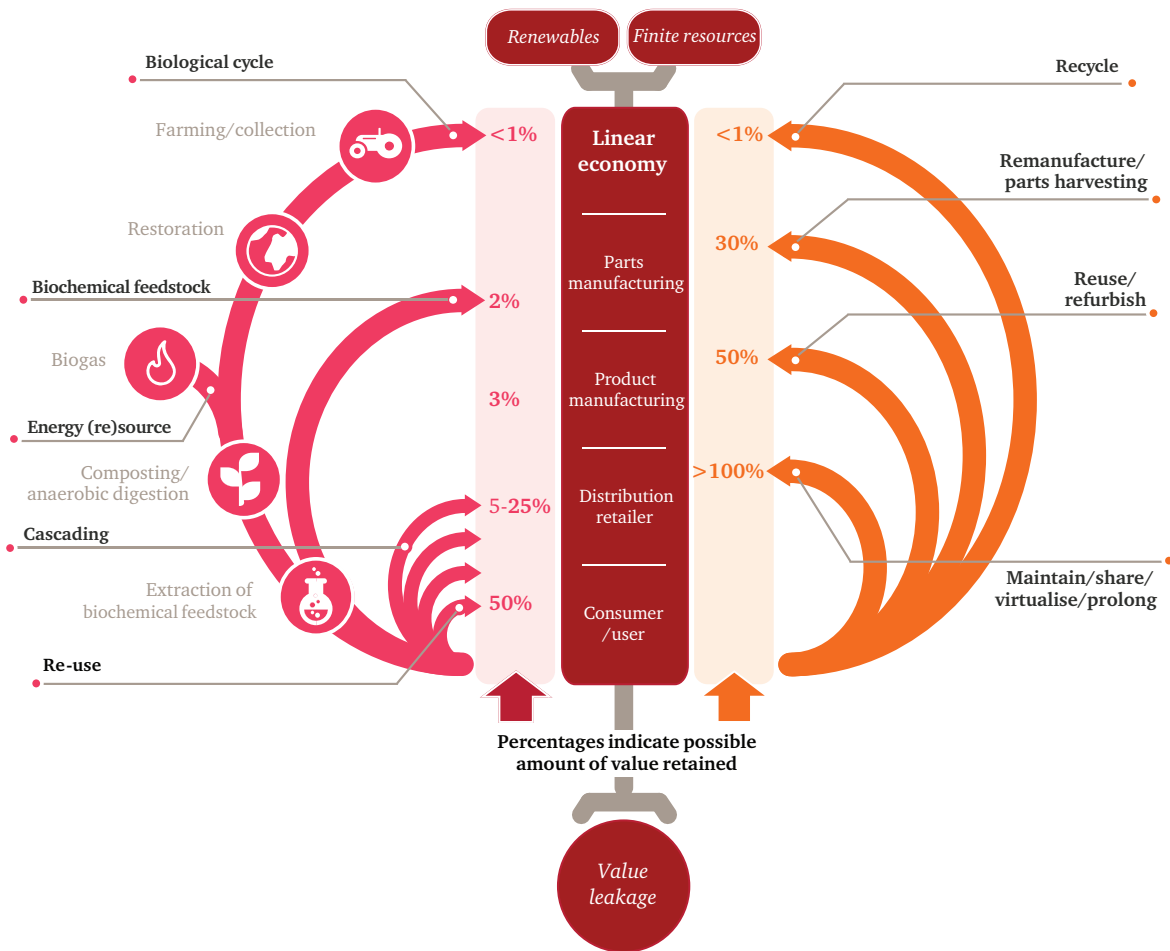 Renewables
Finite resources
Biological cycle
Recycle
Farming/collection
<1%
Linear
economy
<1%
Remanufacture/
parts harvesting
Restoration
30%
Parts
manufacturing
Reuse/
refurbish
Biochemical feedstock
2%
Biogas
50%
3%
Product
manufacturing
Energy (re)source
Composting/
anaerobic digestion
>100%
5-25%
Distribution
retailer
Cascading
Extraction of
biochemical feedstock
50%
Consumer
/user
Maintain/share/
virtualise/prolong
Re-use
Percentages indicate possible
amount of value retained
Value
leakage